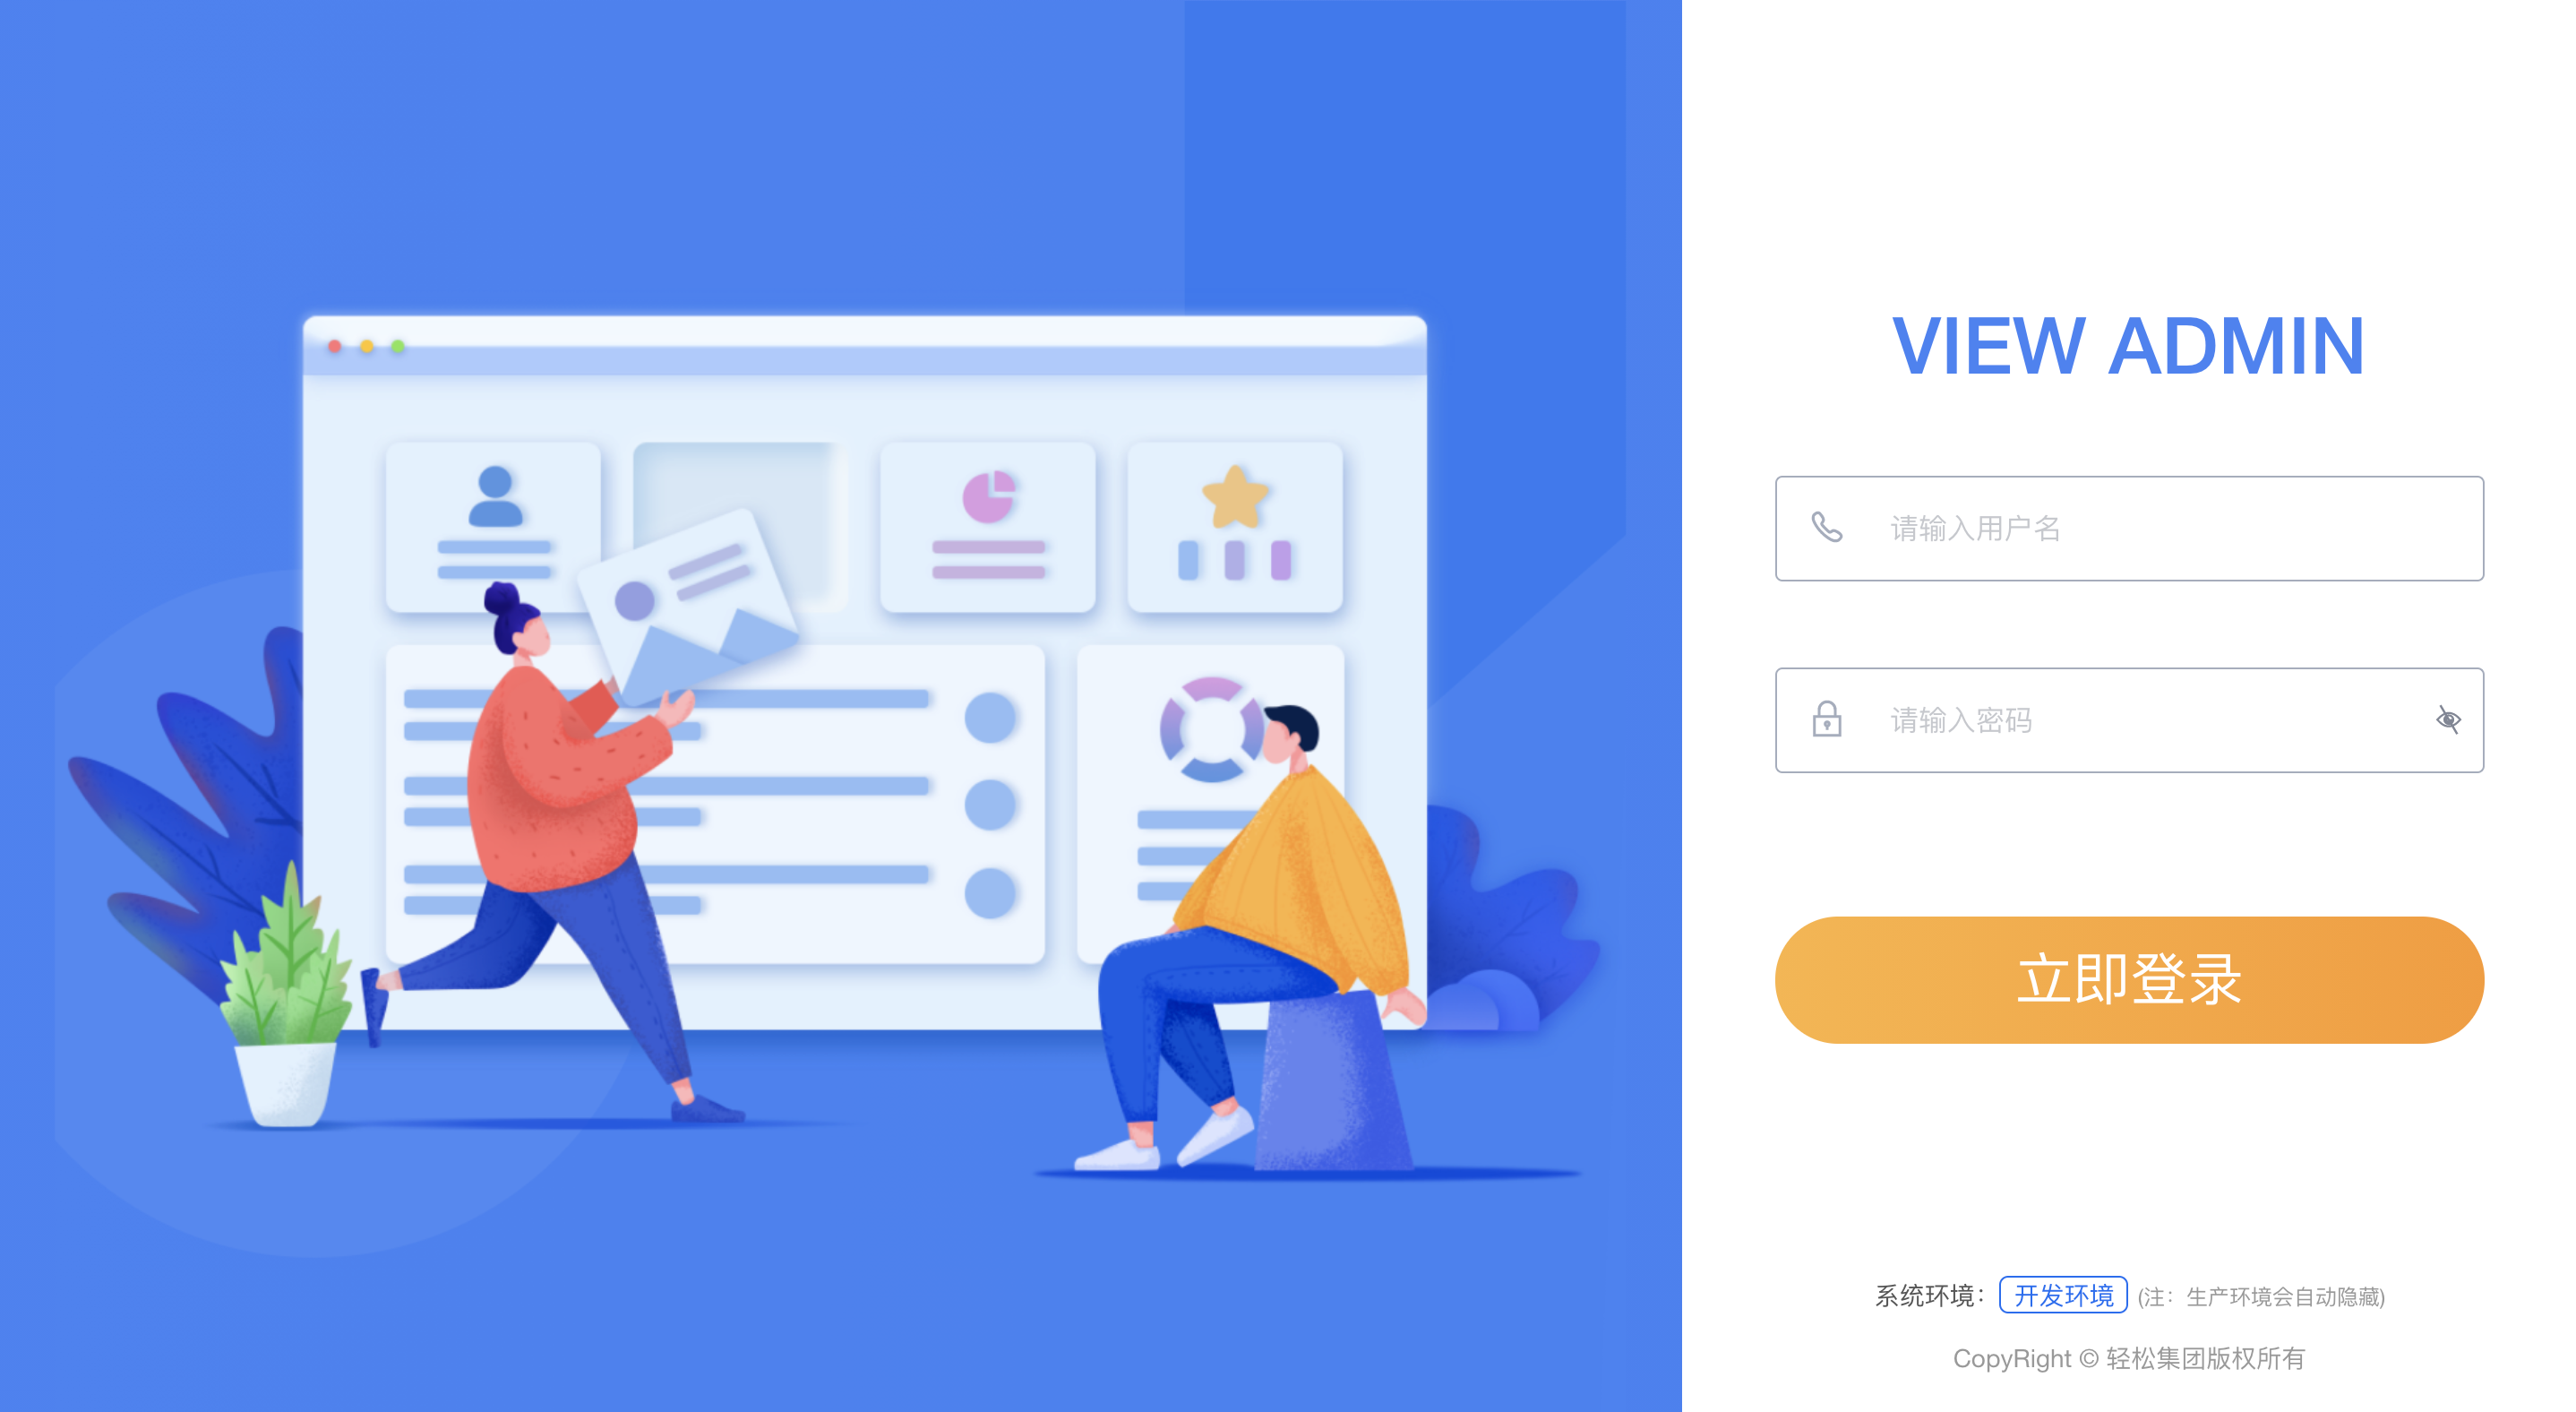 VIEW ADMIN
请输入用户名
请输入密码
立即登录
系统环境： 开发环境 (注：生产环境会自动隐藏)
CopyRight © 轻松集团版权所有